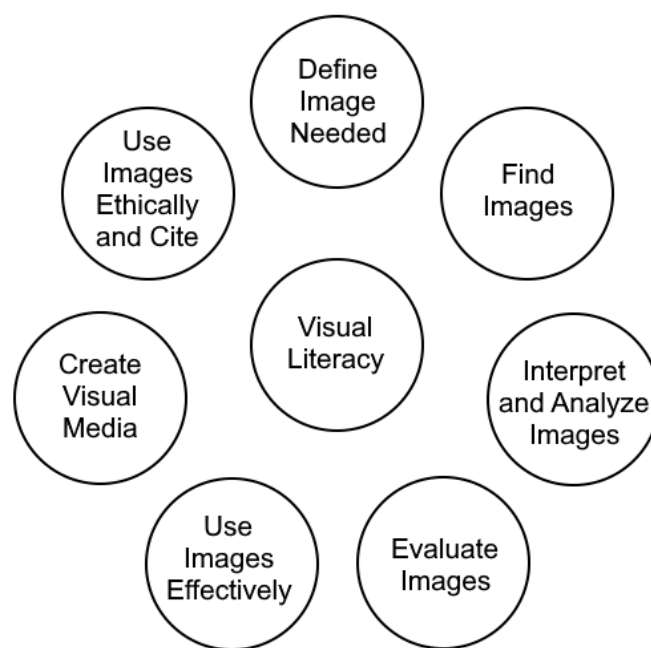 Define
Image
Needed
Find
Images
Interpret
and Analyze
Images
Evaluate
Images
Use
Images
Effectively
Create
Visual
Media
Use
Images
Ethically
and Cite
Visual
Literacy